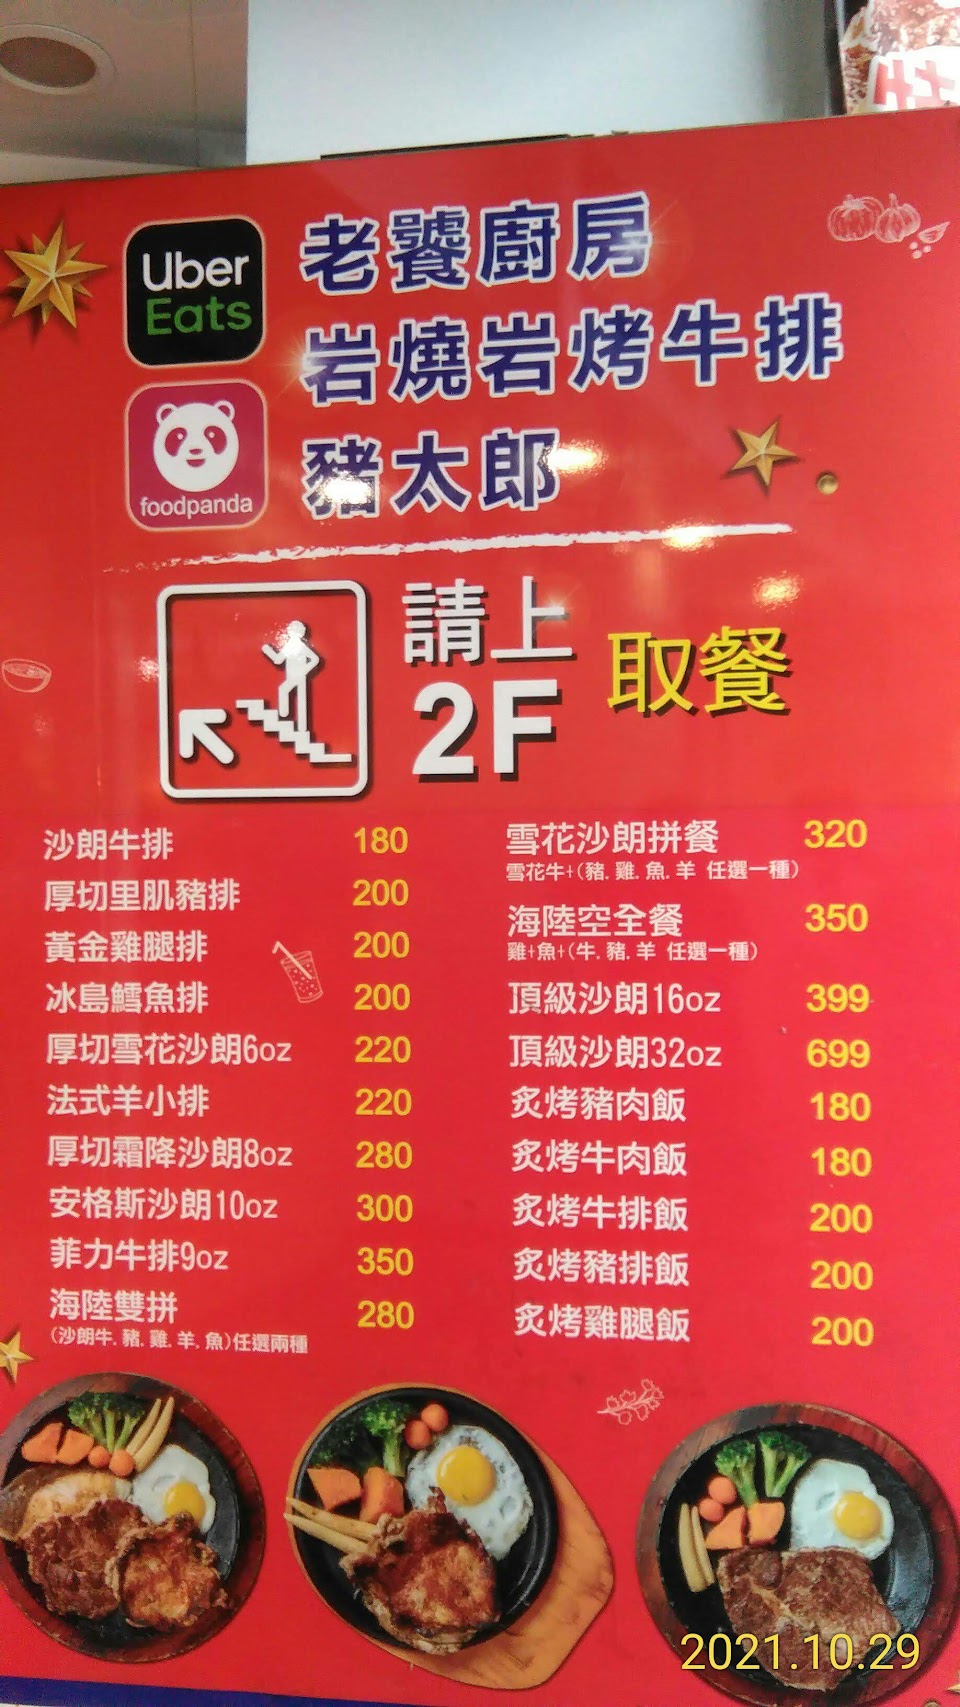 特
Uber
Eats
老饕廚房
岩燒岩烤牛排
foodpanda
豬太郎
請上
2F
取餐
沙朗牛排 180
厚切里肌豬排 200
黃金雞腿排 200
冰島鱈魚排 200
厚切雪花沙朗6oz 220
法式羊小排 220
厚切霜降沙朗8oz 280
安格斯沙朗10oz 300
菲力牛排9oz 350
海陸雙拼 280
(沙朗牛.豬.雞.羊.魚)任選兩種
雪花沙朗拼餐 320
雪花牛+(豬.雞.魚.羊 任選一種)
海陸空全餐 350
雞+魚+(牛.豬.羊 任選一種)
頂級沙朗16oz 399
頂級沙朗32oz 699
炙烤豬肉飯 180
炙烤牛肉飯 180
炙烤牛排飯 200
炙烤豬排飯 200
炙烤雞腿飯 200
2021.10.29